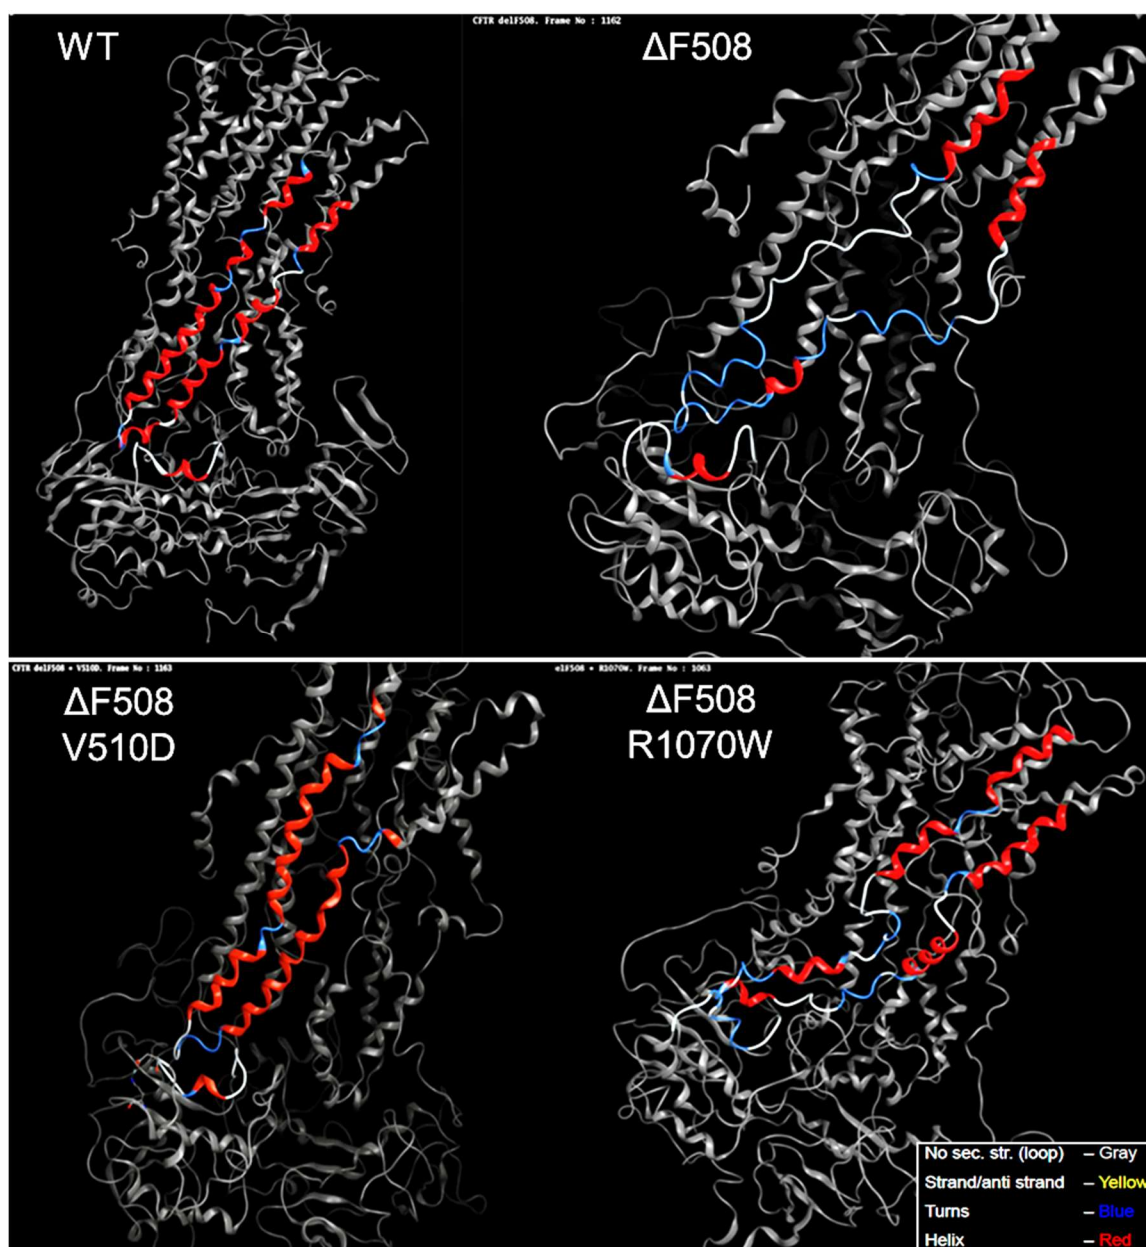 CFTR delF508, Frame No : 1162
WT
ΔF508
CFTR delF508 + V510D, Frame No : 1163
ΔF508
V510D
elF508 + R1070W, Frame No : 1063
ΔF508
R1070W
No sec. str. (loop) – Gray
Strand/anti strand – Yellow
Turns – Blue
Helix – Red